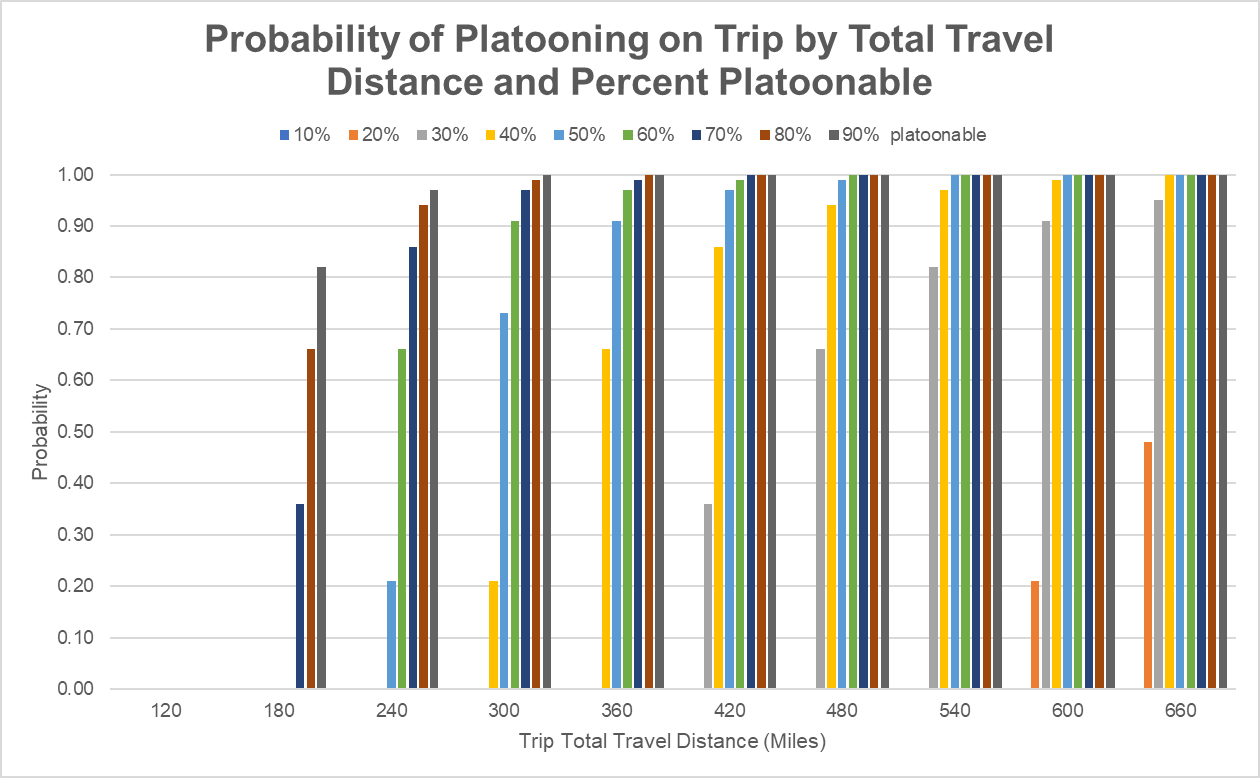 Probability of Platooning on Trip by Total Travel
Distance and Percent Platoonable
10% 20% 30% 40% 50% 60% 70% 80% 90% platoonable
1.00
0.90
0.80
0.70
0.60
0.50
0.40
0.30
0.20
0.10
0.00
Probability
120 180 240 300 360 420 480 540 600 660
Trip Total Travel Distance (Miles)